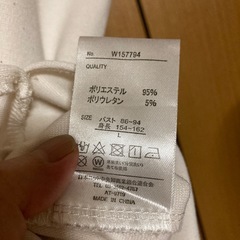 No W157794
QUALITY
ポリエステル 95%
ポリウレタン 5%
SIZE バスト 86-94
身長 154-162
L
MADE IN CHINA